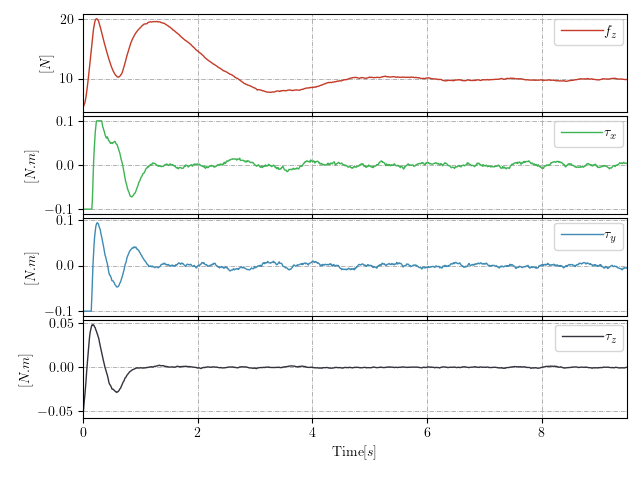 20
10
[N]
f_z
0.1
0.0
−0.1
[N.m]
τ_x
0.1
0.0
−0.1
[N.m]
τ_y
0.05
0.00
−0.05
[N.m]
τ_z
0 2 4 6 8
Time[s]